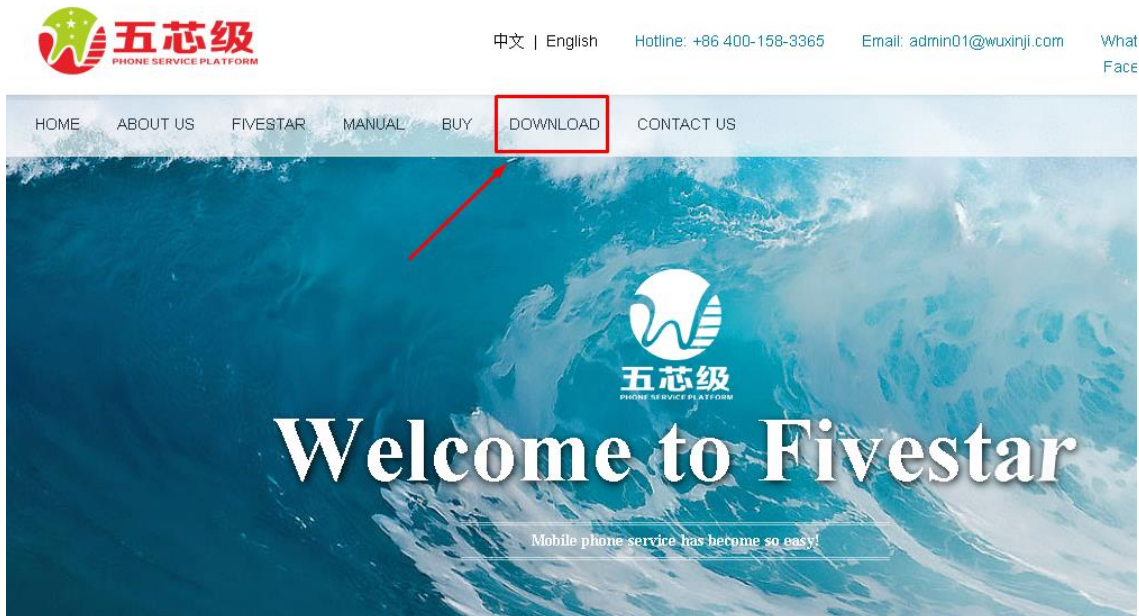 五芯级
PHONE SERVICE PLATFORM
中文 | English
Hotline: +86 400-158-3365
Email: admin01@wuxinji.com
HOME ABOUT US FIVESTAR MANUAL BUY DOWNLOAD CONTACT US
五芯级
PHONE SERVICE PLATFORM
Welcome to Fivestar
Mobile phone service has become so easy!